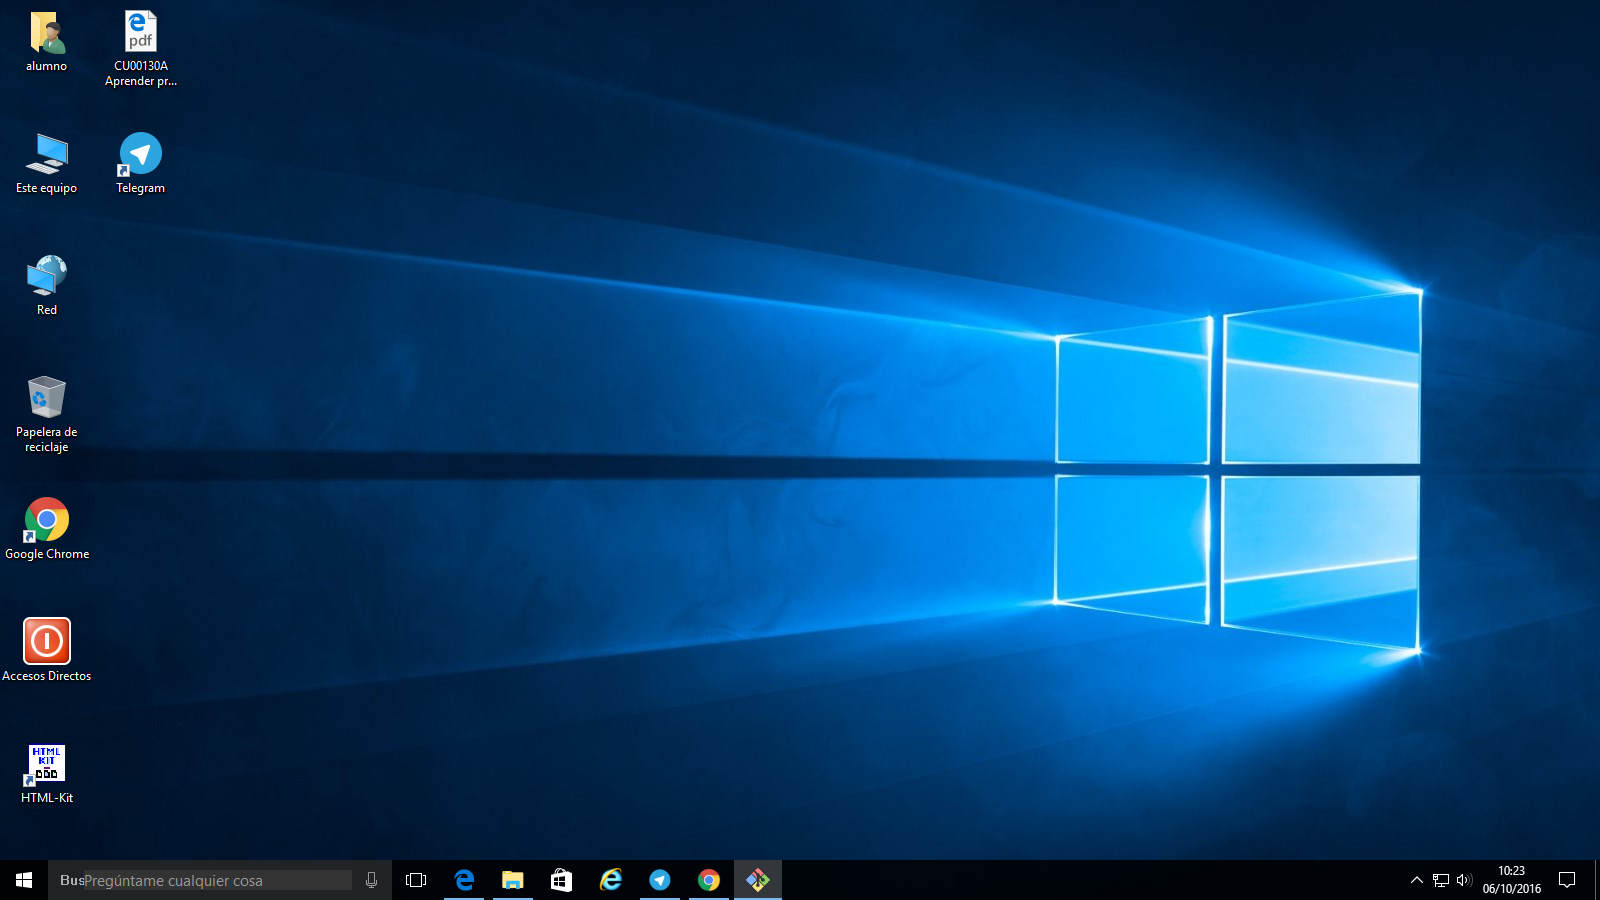 alumno
pdf
CU00130A
Aprender pr...
Este equipo
Telegram
Red
Papelera de
reciclaje
Google Chrome
Accesos Directos
HTML
KIT
HTML-Kit
BusPregúntame cualquier cosa
10:23
06/10/2016